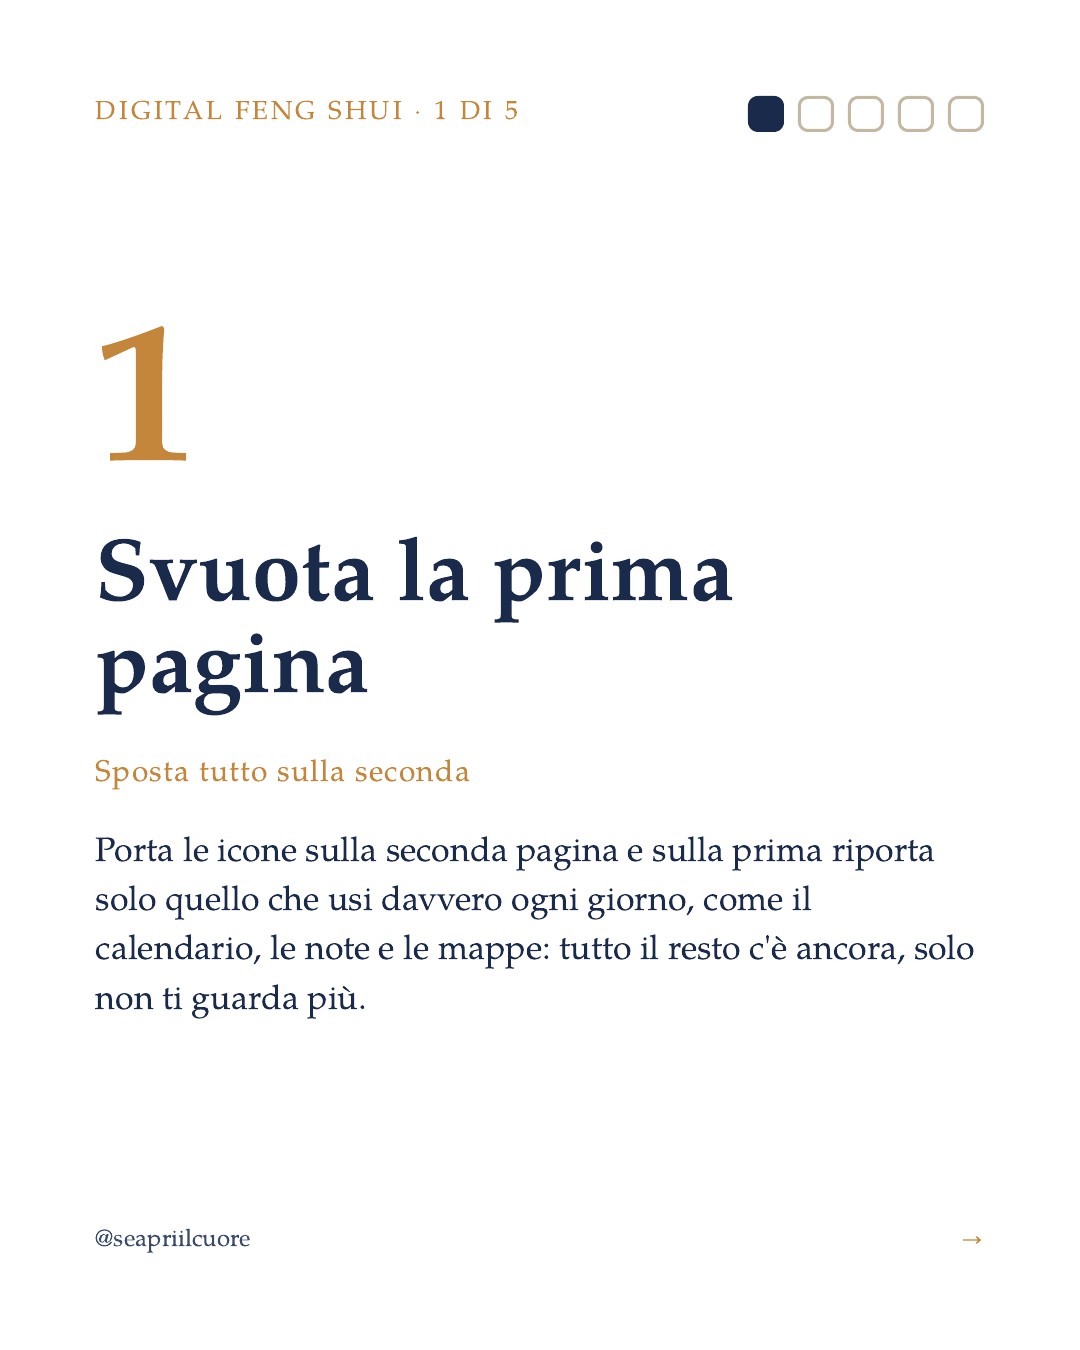 DIGITAL FENG SHUI · 1 DI 5
1
Svuota la prima
pagina
Sposta tutto sulla seconda
Porta le icone sulla seconda pagina e sulla prima riporta
solo quello che usi davvero ogni giorno, come il
calendario, le note e le mappe: tutto il resto c'è ancora, solo
non ti guarda più.
@seapriilcuore
→